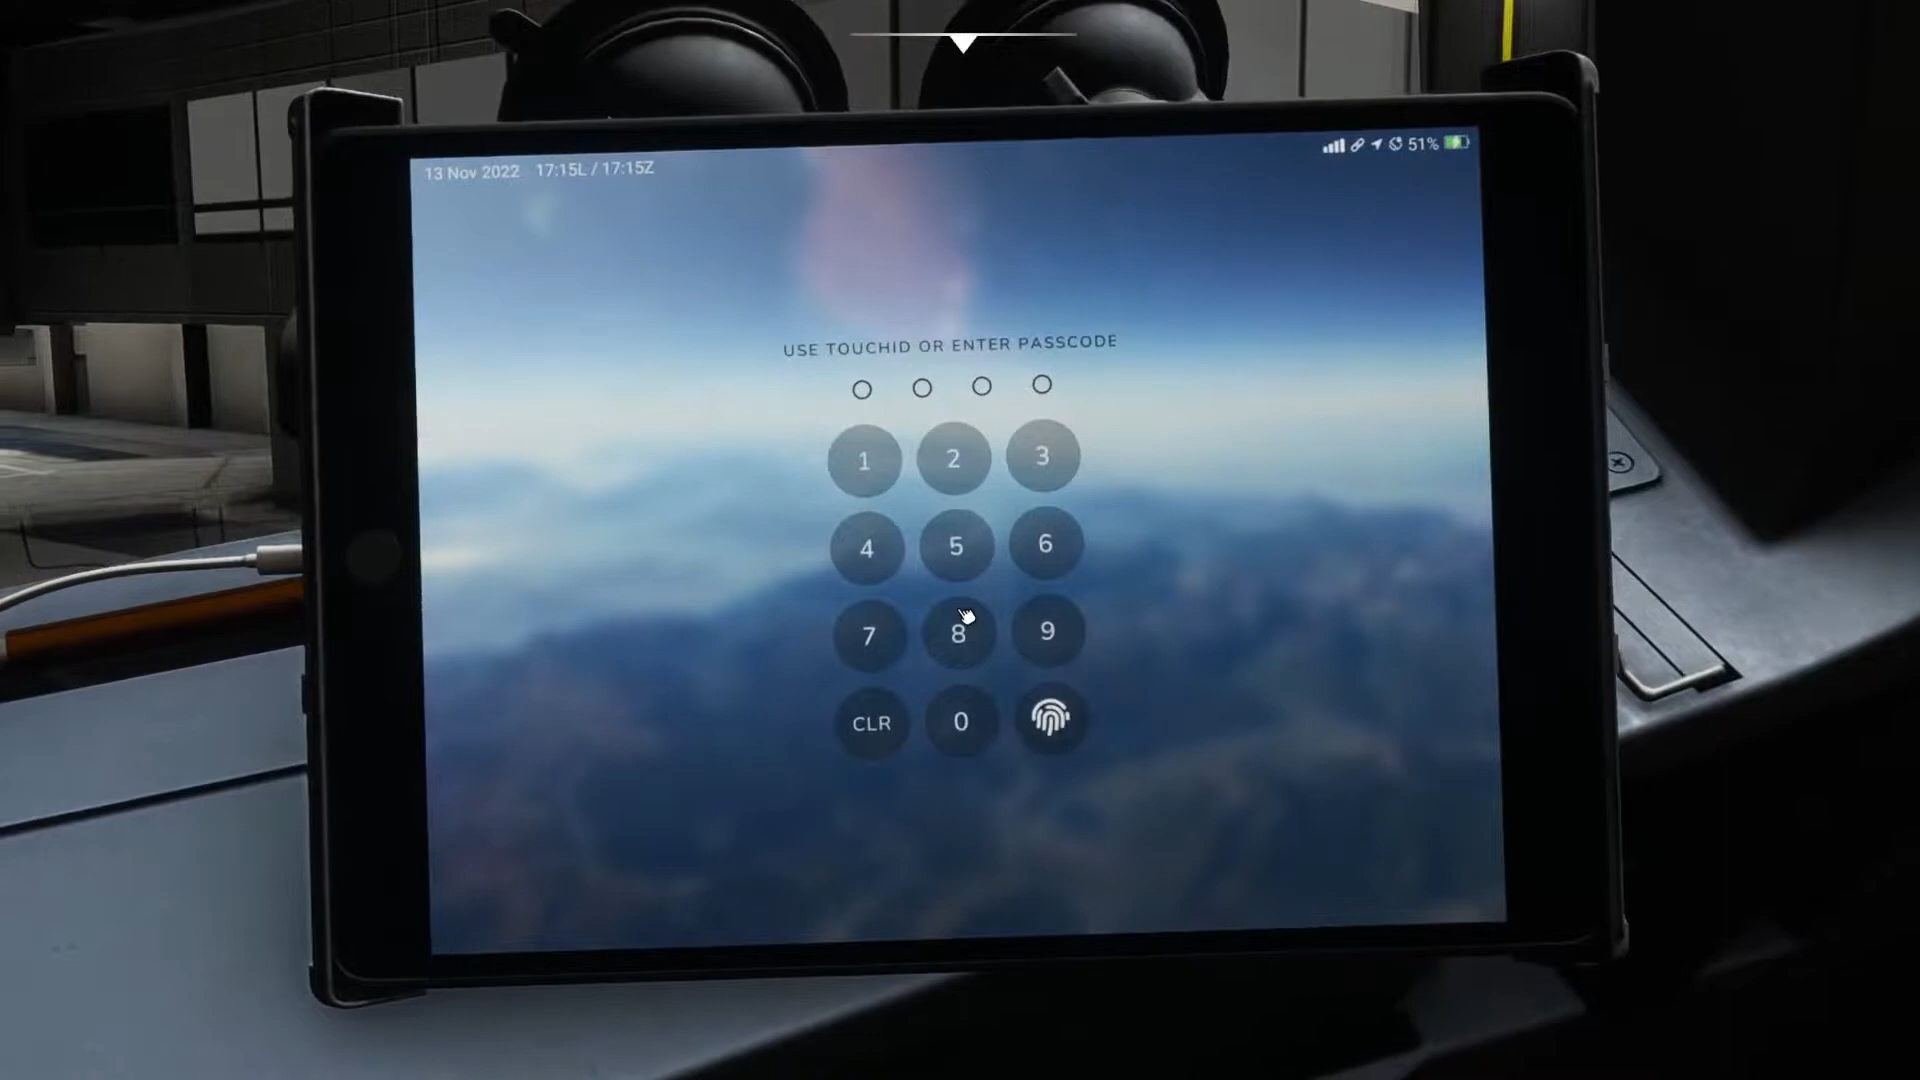 13 Nov 2022 17:15L / 17:15Z
51%
USE TOUCHID OR ENTER PASSCODE
1 2 3
4 5 6
7 8 9
CLR 0